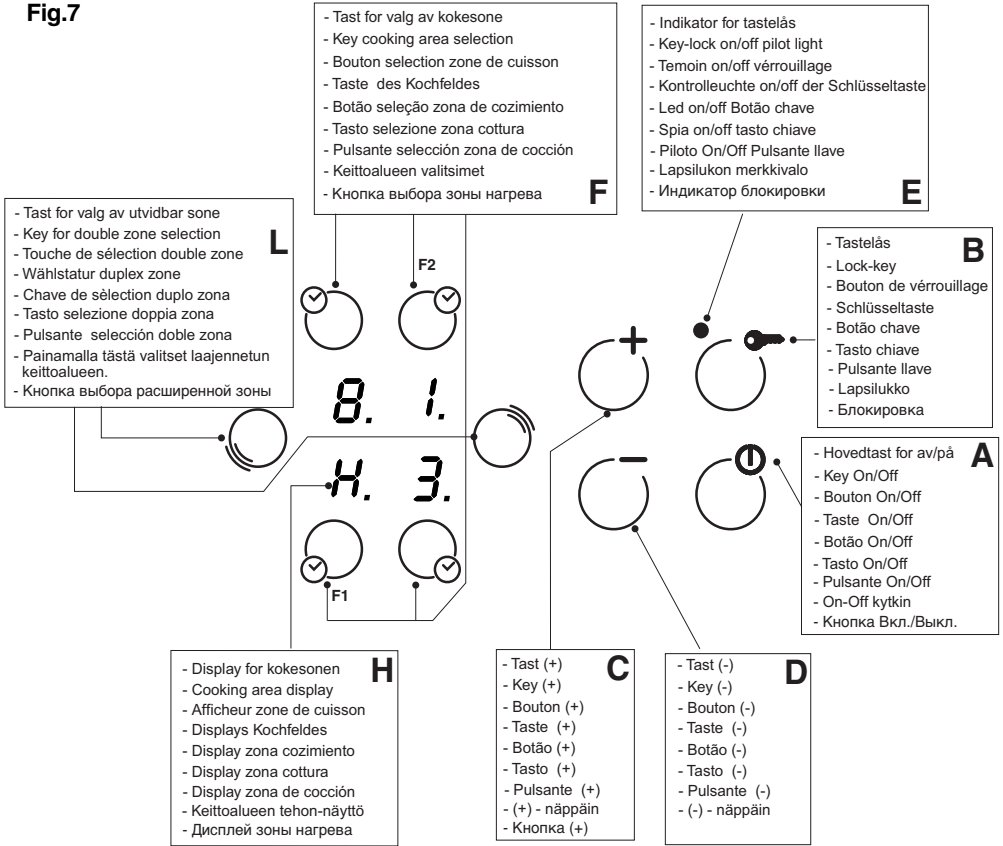 Fig.7
- Tast for valg av kokesone
- Key cooking area selection
- Bouton selection zone de cuisson
- Taste des Kochfeldes
- Botão seleção zona de cozimiento
- Tasto selezione zona cottura
- Pulsante selección zona de cocción
- Keittoalueen valitsimet
- Кнопка выбора зоны нагрева
F
- Indikator for tastelås
- Key-lock on/off pilot light
- Temoin on/off vérrouillage
- Kontrolleuchte on/off der Schlüsseltaste
- Led on/off Botão chave
- Spia on/off tasto chiave
- Piloto On/Off Pulsante llave
- Lapsilukon merkkivalo
- Индикатор блокировки
E
- Tast for valg av utvidbar sone
- Key for double zone selection
- Touche de sélection double zone
- Wählstatur duplex zone
- Chave de sèlection duplo zona
- Tasto selezione doppia zona
- Pulsante selección doble zona
- Painamalla tästä valitset laajennetun
keittoalueen.
- Кнопка выбора расширенной зоны
L
F2
- Tastelås
- Lock-key
- Bouton de vérrouillage
- Schlüsseltaste
- Botão chave
- Tasto chiave
- Pulsante llave
- Lapsilukko
- Блокировка
B
+
8. 1.
H. 3.
−
F1
- Hovedtast for av/på
- Key On/Off
- Bouton On/Off
- Taste On/Off
- Botão On/Off
- Tasto On/Off
- Pulsante On/Off
- On-Off kytkin
- Кнопка Вкл./Выкл.
A
- Display for kokesonen
- Cooking area display
- Afficheur zone de cuisson
- Displays Kochfeldes
- Display zona cozimiento
- Display zona cottura
- Display zona de cocción
- Keittoalueen tehon-näyttö
- Дисплей зоны нагрева
H
- Tast (+)
- Key (+)
- Bouton (+)
- Taste (+)
- Botão (+)
- Tasto (+)
- Pulsante (+)
- (+) - näppäin
- Кнопка (+)
C
- Tast (-)
- Key (-)
- Bouton (-)
- Taste (-)
- Botão (-)
- Tasto (-)
- Pulsante (-)
- (-) - näppäin
D